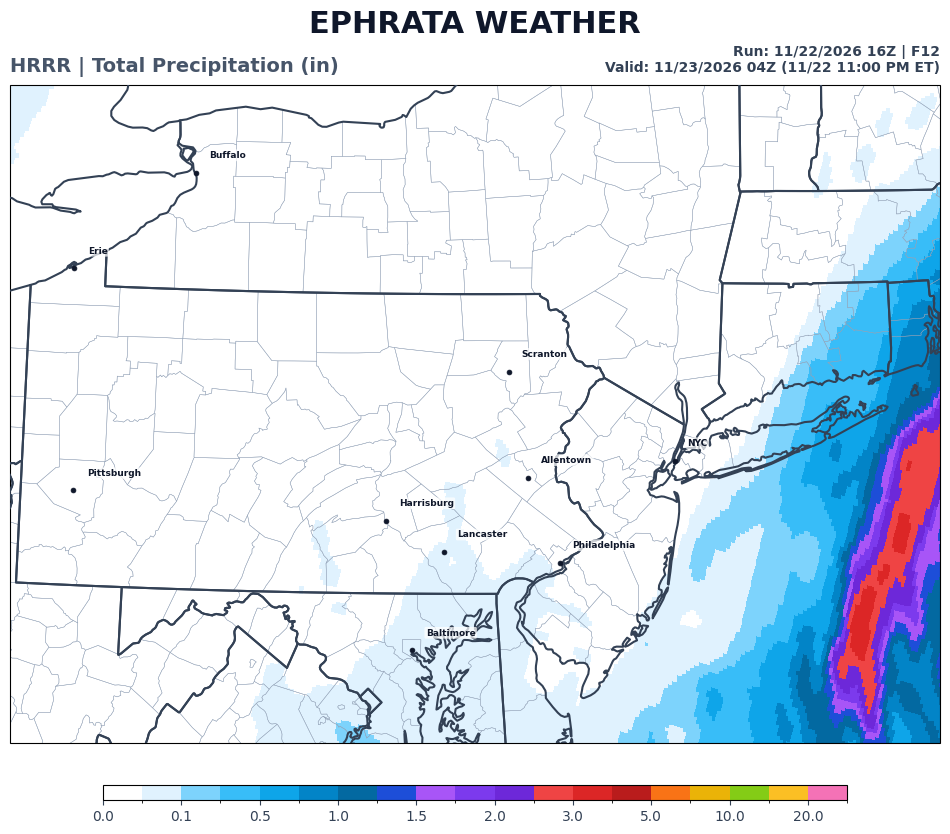 EPHRATA WEATHER
HRRR | Total Precipitation (in)
Run: 11/22/2026 16Z | F12
Valid: 11/23/2026 04Z (11/22 11:00 PM ET)
Buffalo
Erie
Scranton
NYC
Pittsburgh
Allentown
Harrisburg
Lancaster
Philadelphia
Baltimore
0.0 0.1 0.5 1.0 1.5 2.0 3.0 5.0 10.0 20.0